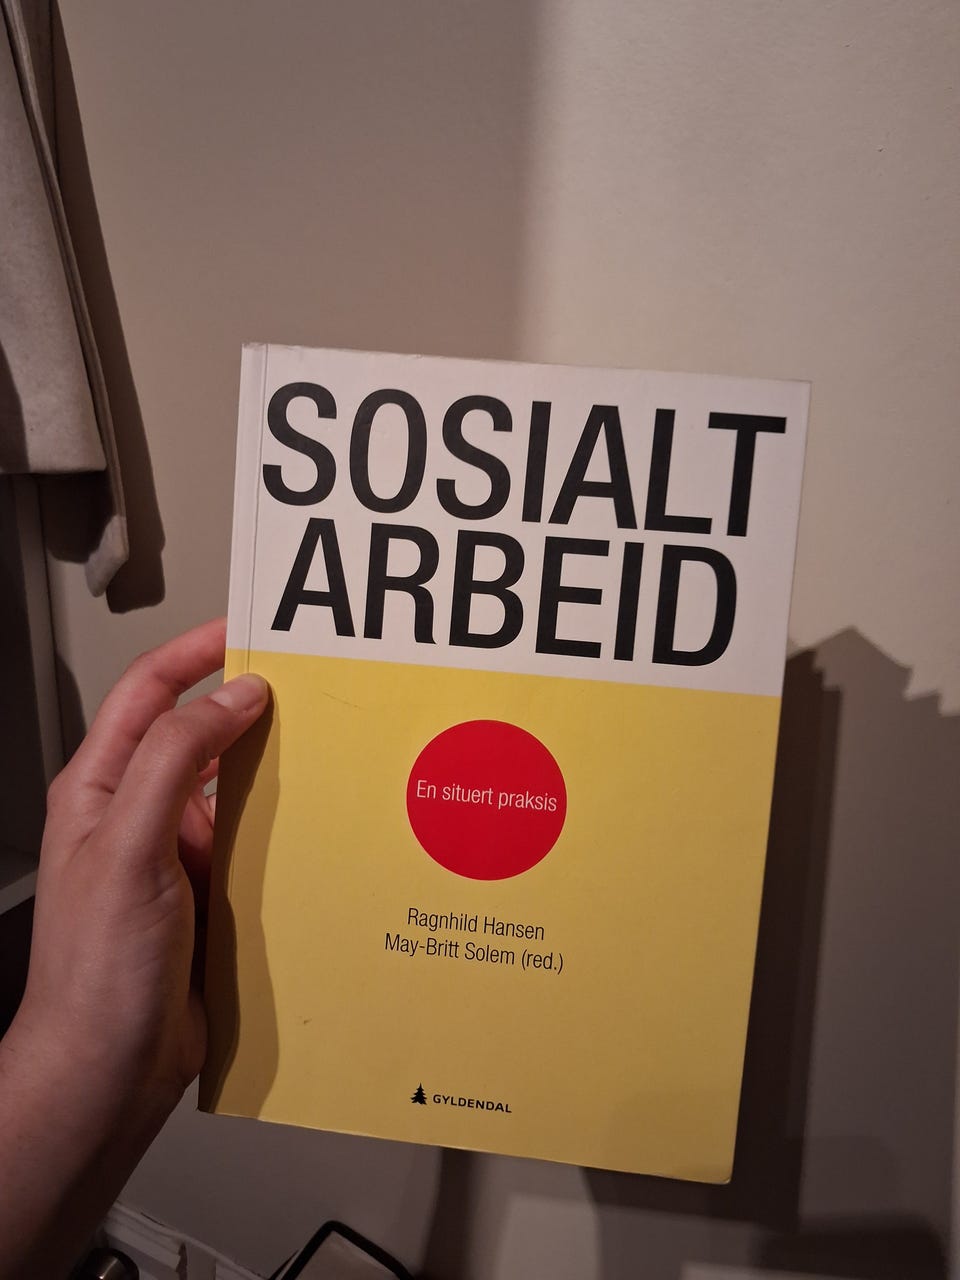 SOSIALT
ARBEID
En situert praksis
Ragnhild Hansen
May-Britt Solem (red.)
GYLDENDAL